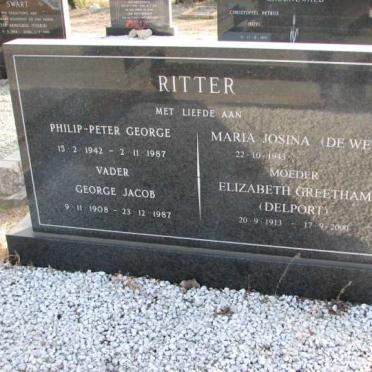 SWART
CHRISTOFFEL PETRUS
RITTER
MET LIEFDE AAN
PHILIP-PETER GEORGE
15·2·1942 - 2·11·1987
VADER
GEORGE JACOB
9·11·1908 - 23·12·1987
MARIA JOSINA (DE WE
22·10·1943
MOEDER
ELIZABETH GREETHAM
(DELPORT)
20·9·1913 - 17·9·2000